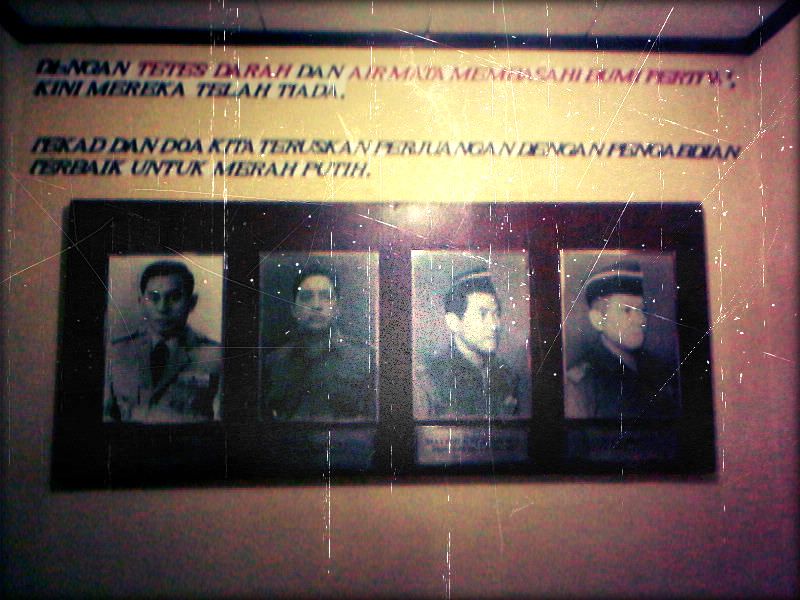 DENGAN TETES DARAH DAN AIR MATA MEMBASAHI BUMI PERTIWI,
KINI MEREKA TELAH TIADA.
TEKAD DAN DOA KITA TERUSKAN PERJUANGAN DENGAN PENGABDIAN
TERBAIK UNTUK MERAH PUTIH.